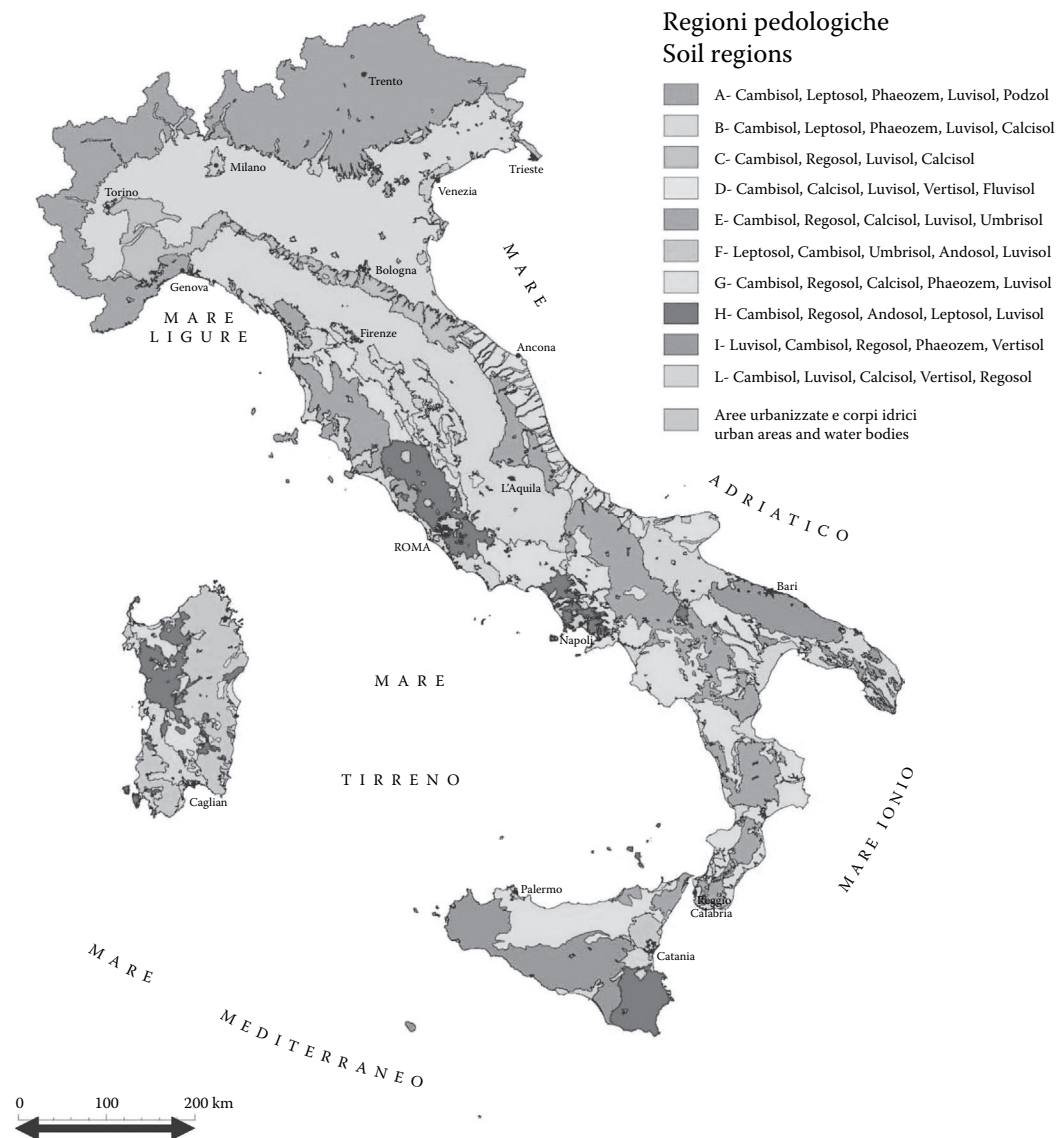 Regioni pedologiche
Soil regions
A- Cambisol, Leptosol, Phaeozem, Luvisol, Podzol
B- Cambisol, Leptosol, Phaeozem, Luvisol, Calcisol
C- Cambisol, Regosol, Luvisol, Calcisol
D- Cambisol, Calcisol, Luvisol, Vertisol, Fluvisol
E- Cambisol, Regosol, Calcisol, Luvisol, Umbrisol
F- Leptosol, Cambisol, Umbrisol, Andosol, Luvisol
G- Cambisol, Regosol, Calcisol, Phaeozem, Luvisol
H- Cambisol, Regosol, Andosol, Leptosol, Luvisol
I- Luvisol, Cambisol, Regosol, Phaeozem, Vertisol
L- Cambisol, Luvisol, Calcisol, Vertisol, Regosol
Aree urbanizzate e corpi idrici
urban areas and water bodies
Trento
Milano
Trieste
Venezia
Torino
Bologna
Genova
MARE
LIGURE
MARE
Firenze
Ancona
L'Aquila
ADRIATICO
ROMA
Bari
Napoli
MARE
TIRRENO
Caglian
MARE IONIO
Palermo
Reggio
Calabria
Catania
MARE
MEDITERRANEO
0 100 200 km